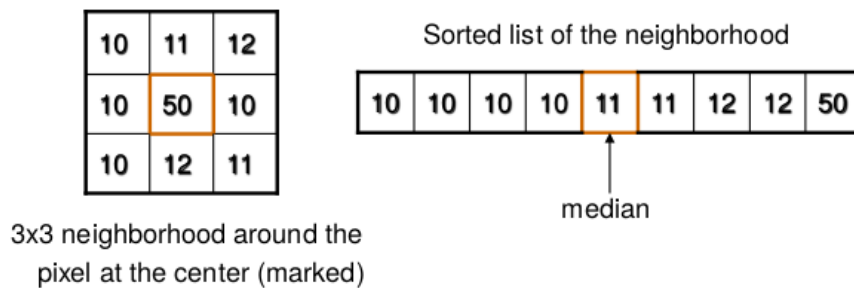 10 11 12
10 50 10
10 12 11
3x3 neighborhood around the
pixel at the center (marked)
Sorted list of the neighborhood
10 10 10 10 11 11 12 12 50
median